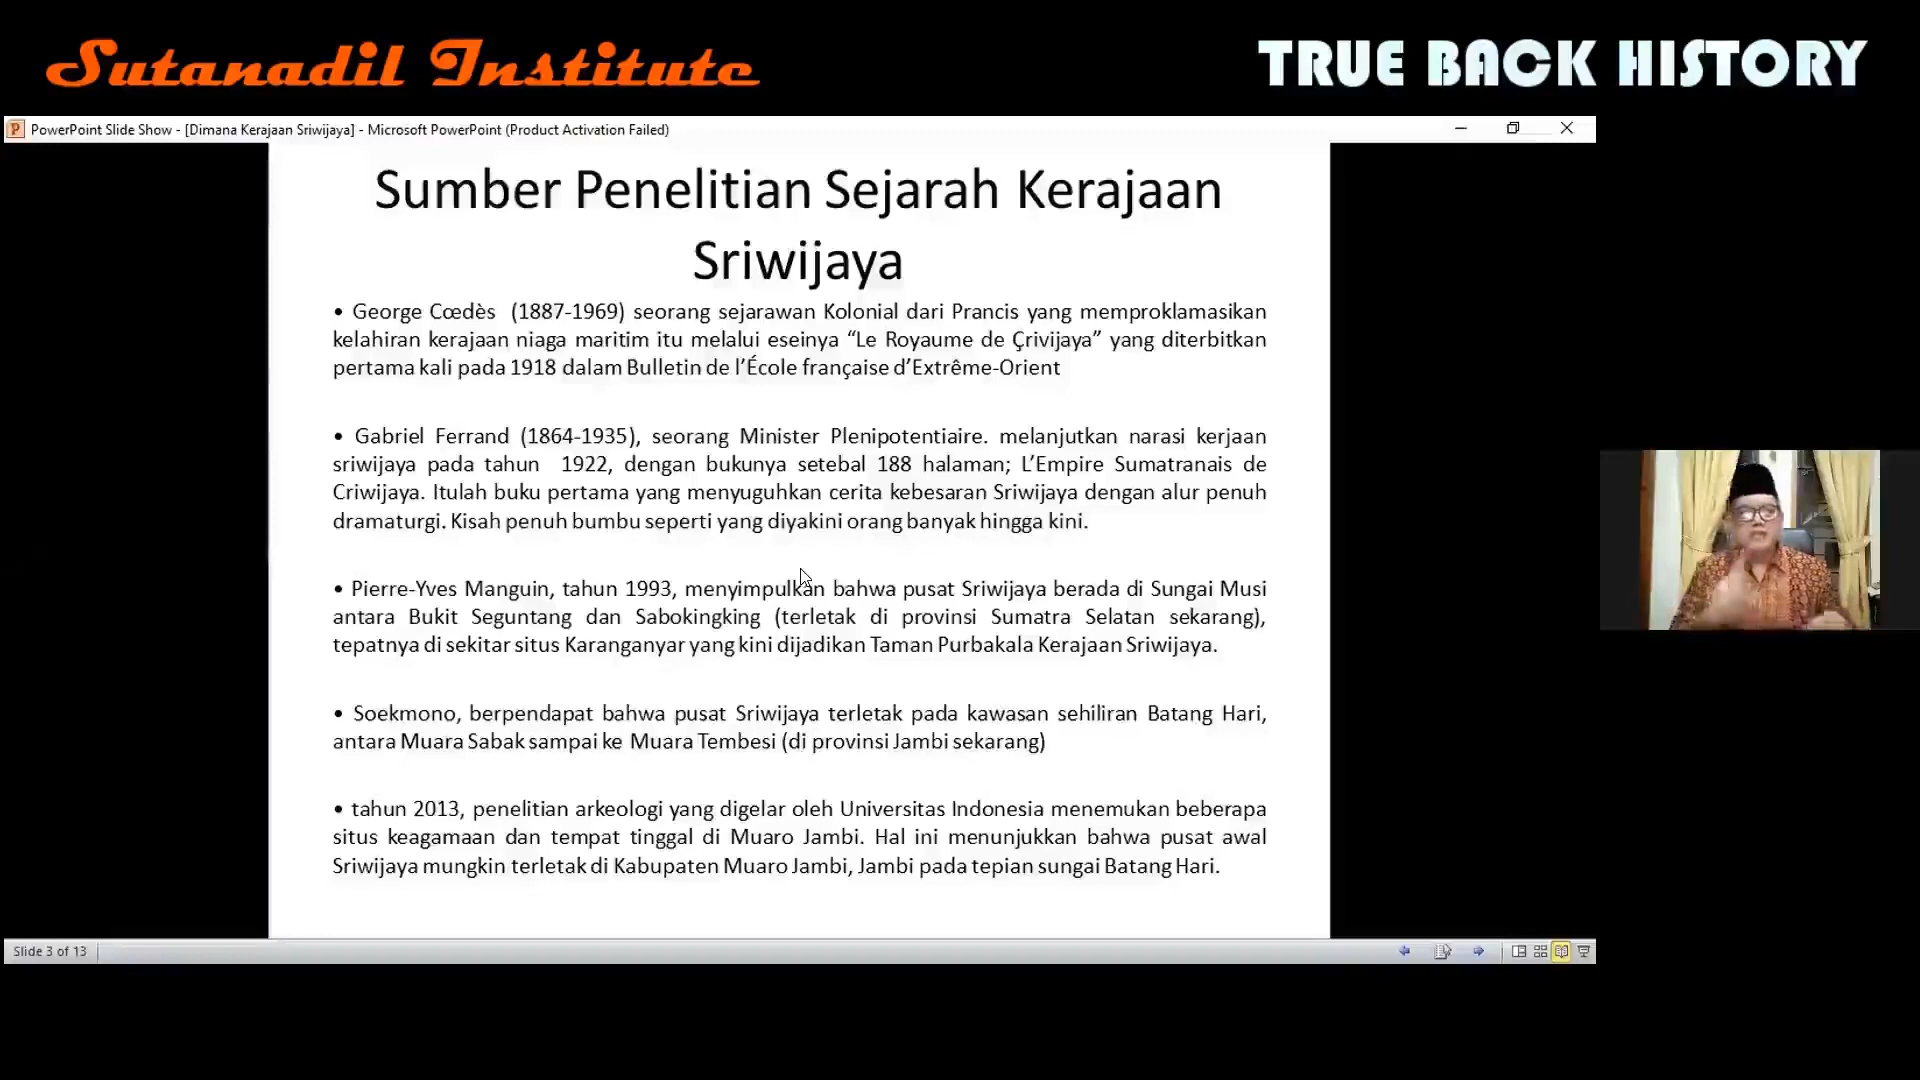 Sutanadil Institute
TRUE BACK HISTORY
PowerPoint Slide Show - [Dimana Kerajaan Sriwijaya] - Microsoft PowerPoint (Product Activation Failed)
Sumber Penelitian Sejarah Kerajaan
Sriwijaya
• George Cœdès (1887-1969) seorang sejarawan Kolonial dari Prancis yang memproklamasikan
kelahiran kerajaan niaga maritim itu melalui eseinya “Le Royaume de Çrivijaya” yang diterbitkan
pertama kali pada 1918 dalam Bulletin de l’École française d’Extrême-Orient
• Gabriel Ferrand (1864-1935), seorang Minister Plenipotentiaire. melanjutkan narasi kerjaan
sriwijaya pada tahun 1922, dengan bukunya setebal 188 halaman; L’Empire Sumatranais de
Criwijaya. Itulah buku pertama yang menyuguhkan cerita kebesaran Sriwijaya dengan alur penuh
dramaturgi. Kisah penuh bumbu seperti yang diyakini orang banyak hingga kini.
• Pierre-Yves Manguin, tahun 1993, menyimpulkan bahwa pusat Sriwijaya berada di Sungai Musi
antara Bukit Seguntang dan Sabokingking (terletak di provinsi Sumatra Selatan sekarang),
tepatnya di sekitar situs Karanganyar yang kini dijadikan Taman Purbakala Kerajaan Sriwijaya.
• Soekmono, berpendapat bahwa pusat Sriwijaya terletak pada kawasan sehiliran Batang Hari,
antara Muara Sabak sampai ke Muara Tembesi (di provinsi Jambi sekarang)
• tahun 2013, penelitian arkeologi yang digelar oleh Universitas Indonesia menemukan beberapa
situs keagamaan dan tempat tinggal di Muaro Jambi. Hal ini menunjukkan bahwa pusat awal
Sriwijaya mungkin terletak di Kabupaten Muaro Jambi, Jambi pada tepian sungai Batang Hari.
Slide 3 of 13